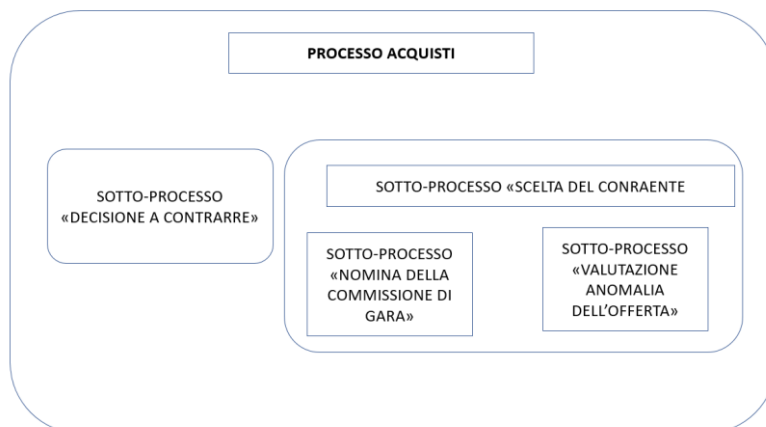 PROCESSO ACQUISTI
SOTTO-PROCESSO
«DECISIONE A CONTRARRE»
SOTTO-PROCESSO «SCELTA DEL CONRAENTE
SOTTO-PROCESSO
«NOMINA DELLA
COMMISSIONE DI
GARA»
SOTTO-PROCESSO
«VALUTAZIONE
ANOMALIA
DELL’OFFERTA»